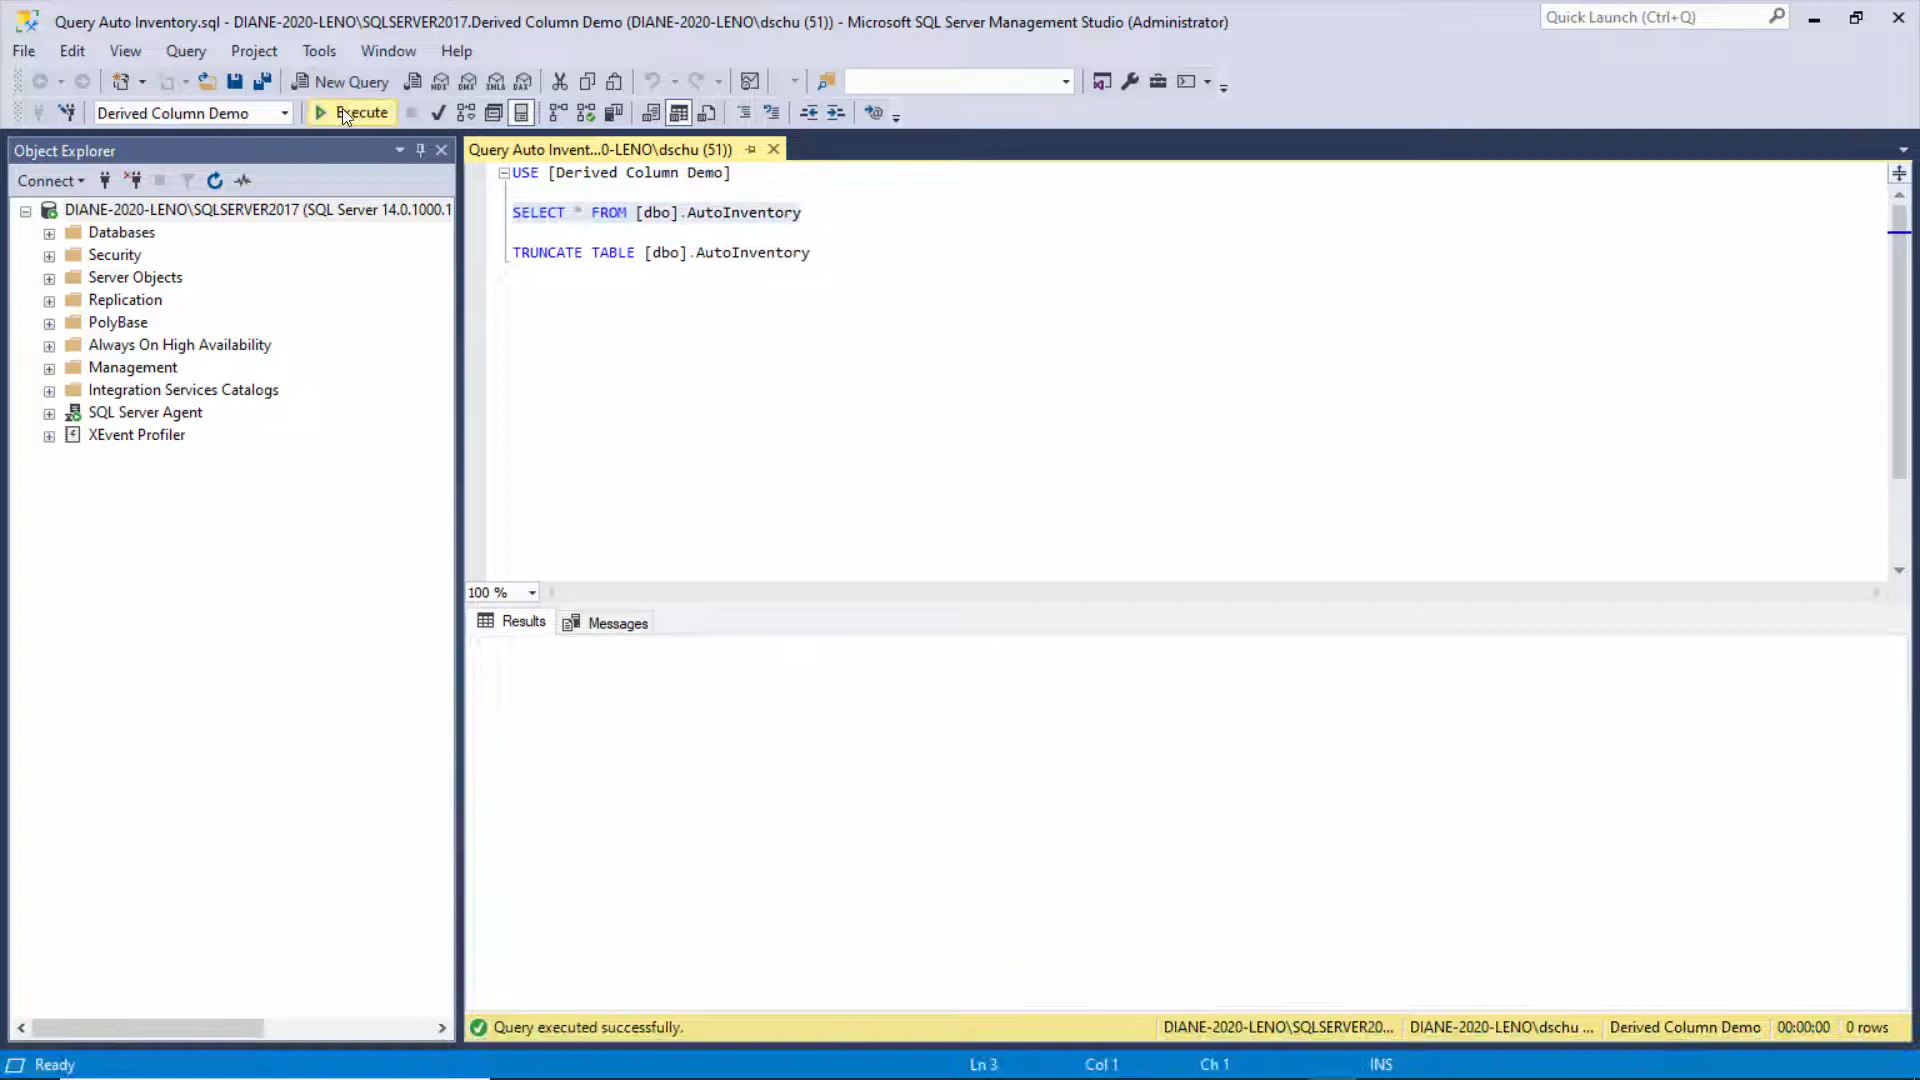 Query Auto Inventory.sql - DIANE-2020-LENO\SQLSERVER2017.Derived Column Demo (DIANE-2020-LENO\dschu (51)) - Microsoft SQL Server Management Studio (Administrator)
Quick Launch (Ctrl+Q)
File Edit View Query Project Tools Window Help
New Query MDX DMX XMLA DAX
Derived Column Demo Execute
Object Explorer
Query Auto Invent...0-LENO\dschu (51))
Connect
DIANE-2020-LENO\SQLSERVER2017 (SQL Server 14.0.1000.1
Databases
Security
Server Objects
Replication
PolyBase
Always On High Availability
Management
Integration Services Catalogs
SQL Server Agent
XEvent Profiler
USE [Derived Column Demo]
SELECT * FROM [dbo].AutoInventory
TRUNCATE TABLE [dbo].AutoInventory
100 %
Results Messages
Query executed successfully. DIANE-2020-LENO\SQLSERVER20... DIANE-2020-LENO\dschu ... Derived Column Demo 00:00:00 0 rows
Ready Ln 3 Col 1 Ch 1 INS